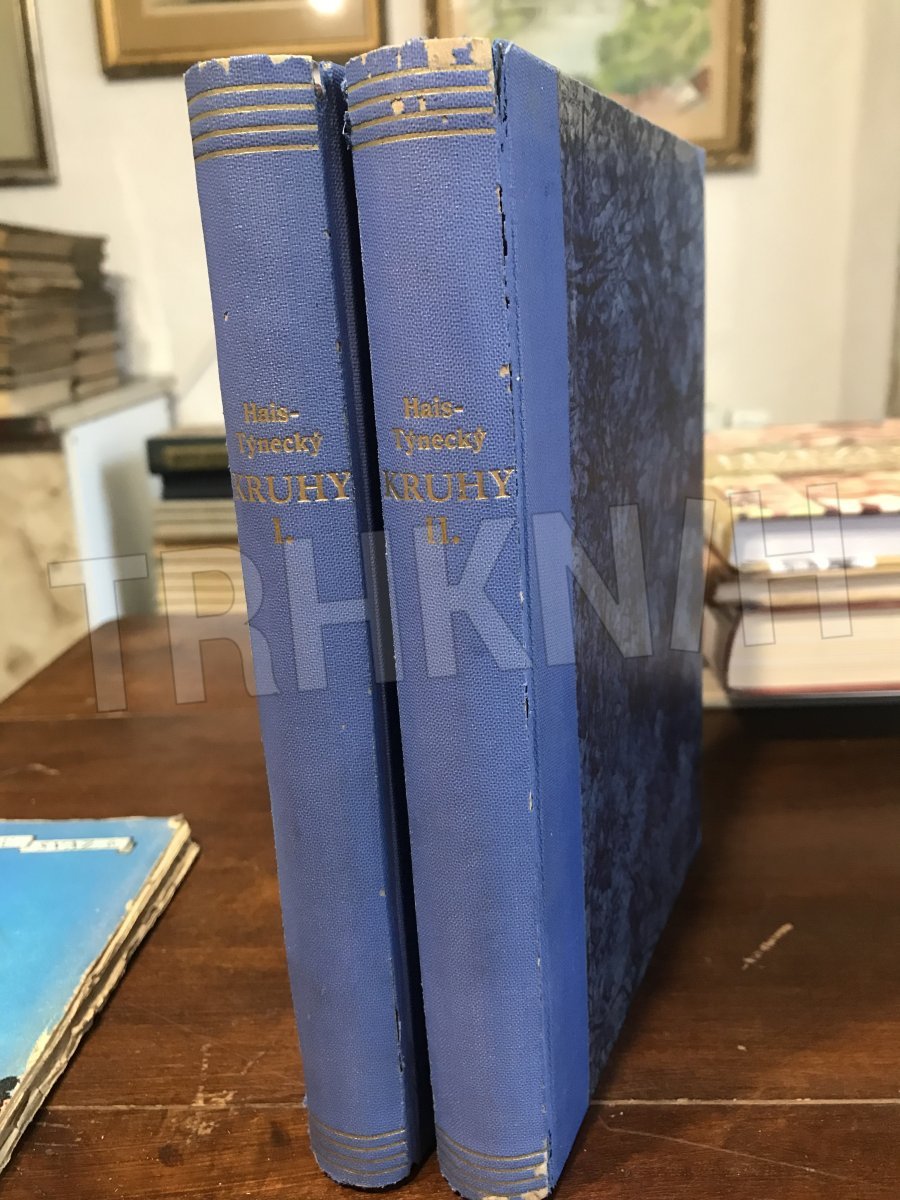 Hais-
Týnecký
KRUHY
I.
Hais-
Týnecký
KRUHY
II.
TRHKNIH